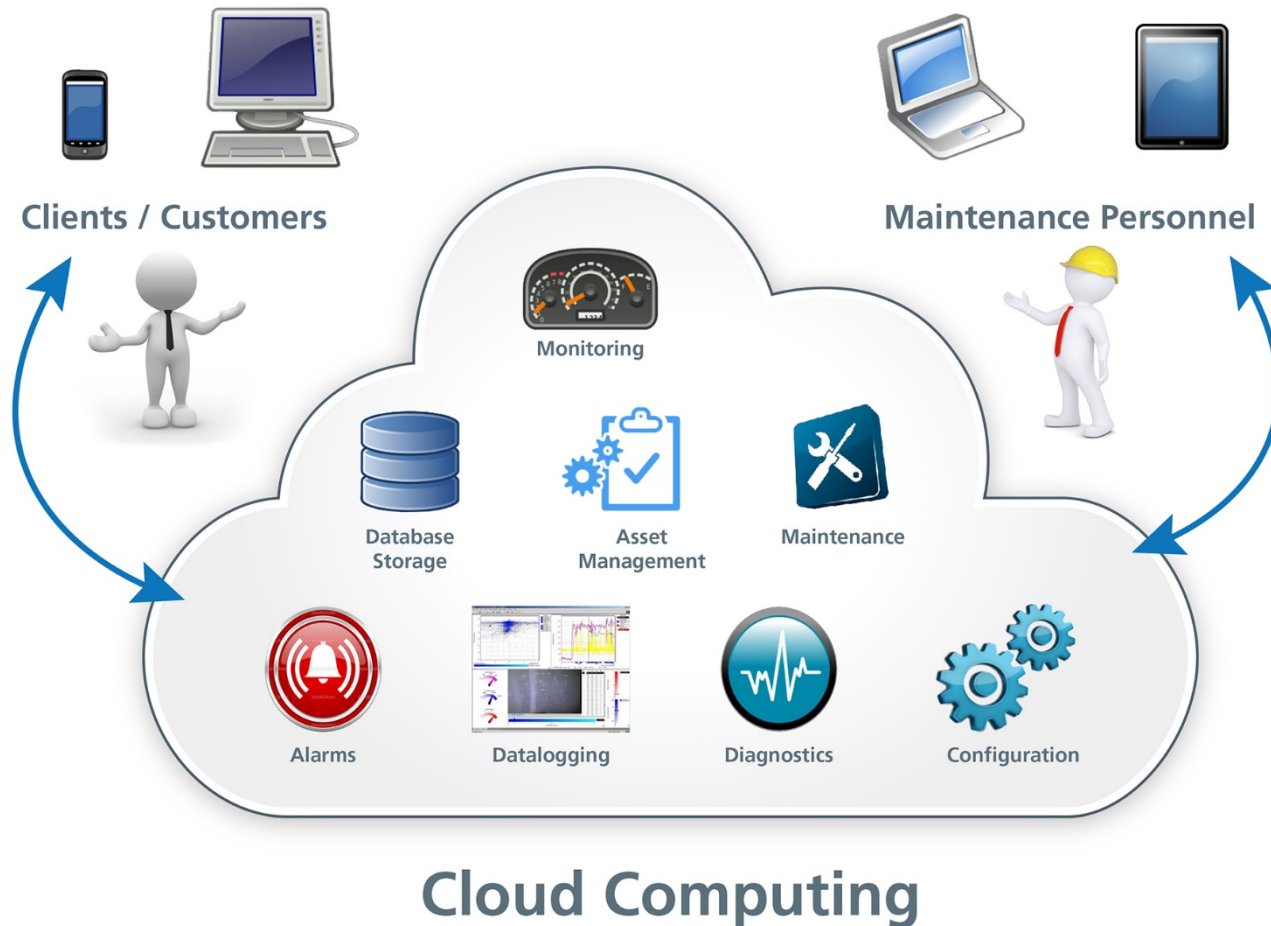 Clients / Customers
Maintenance Personnel
Monitoring
Database
Storage
Asset
Management
Maintenance
Alarms
Datalogging
Diagnostics
Configuration
Cloud Computing